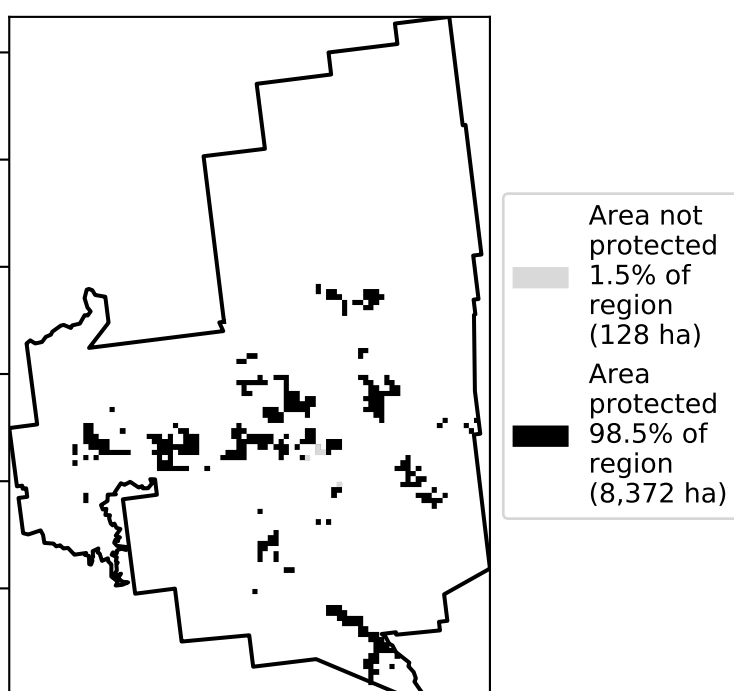 Area not
protected
1.5% of
region
(128 ha)
Area
protected
98.5% of
region
(8,372 ha)